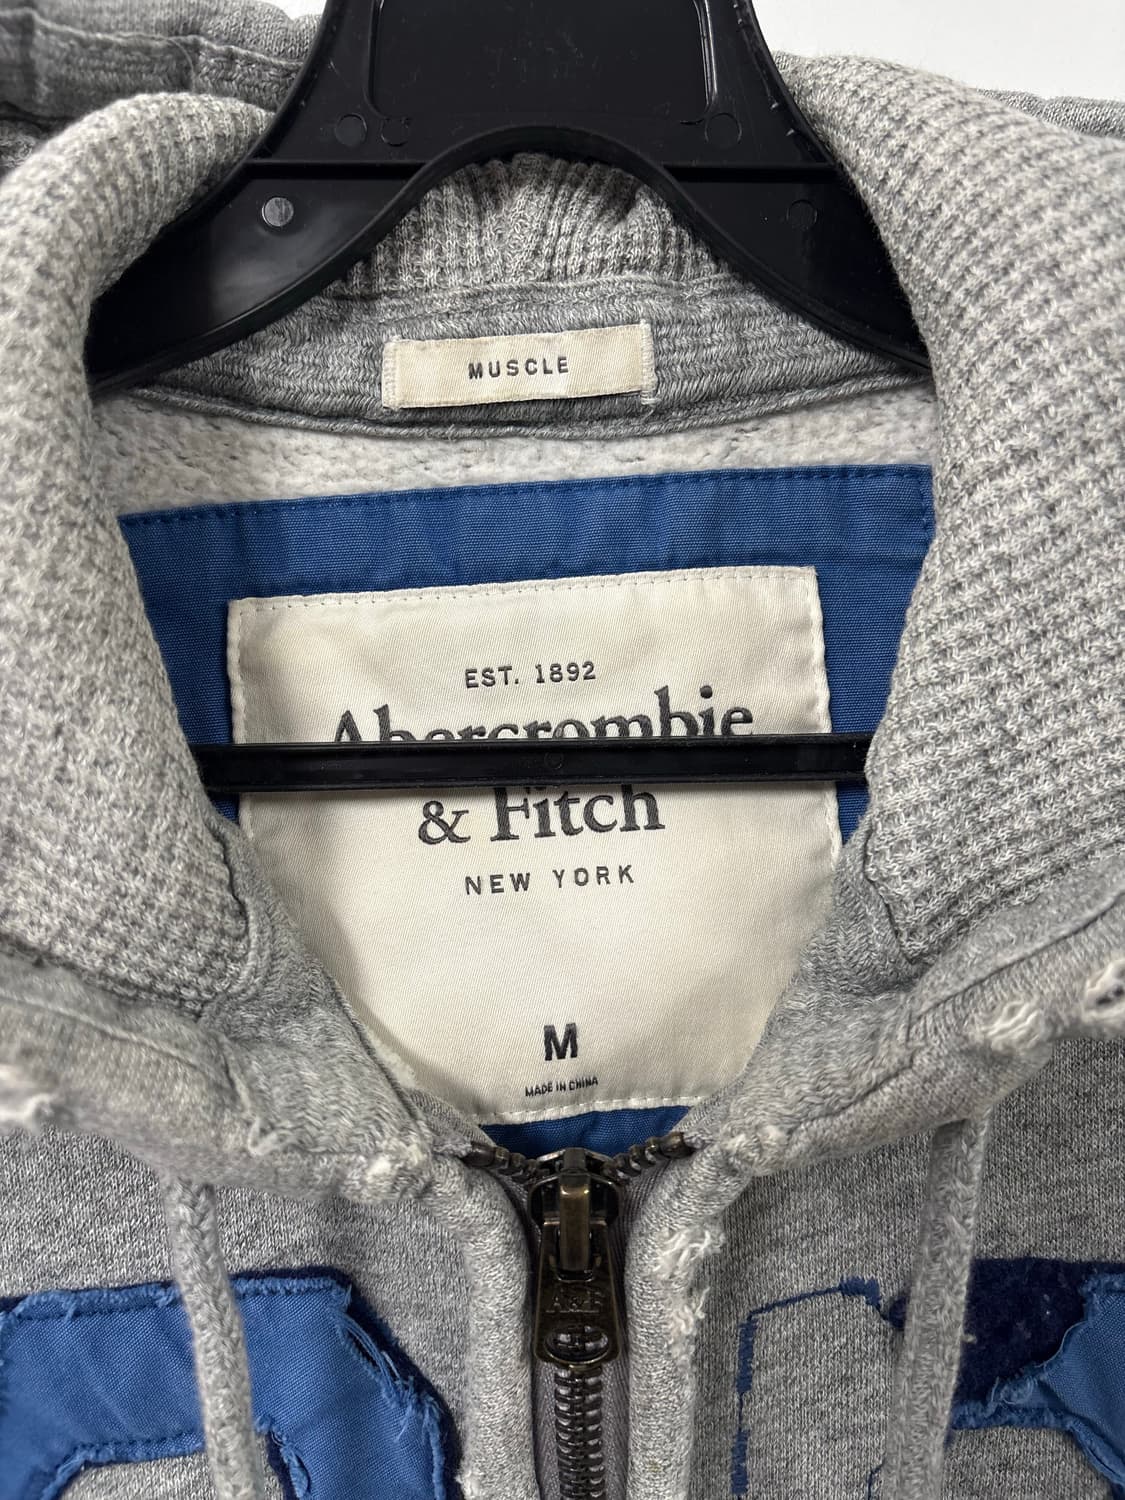 MUSCLE
EST. 1892
Abercrombie
& Fitch
NEW YORK
M
MADE IN CHINA
A&F